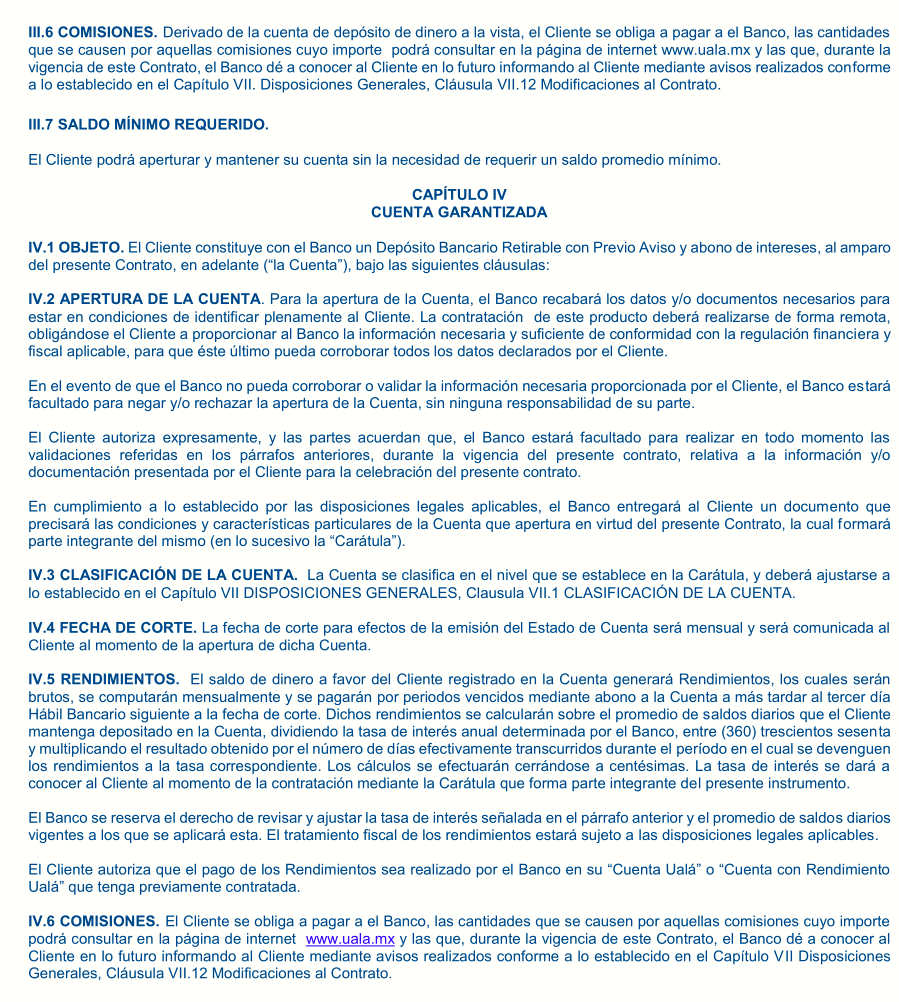 III.6 COMISIONES. Derivado de la cuenta de depósito de dinero a la vista, el Cliente se obliga a pagar a el Banco, las cantidades
que se causen por aquellas comisiones cuyo importe podrá consultar en la página de internet www.uala.mx y las que, durante la
vigencia de este Contrato, el Banco dé a conocer al Cliente en lo futuro informando al Cliente mediante avisos realizados conforme
a lo establecido en el Capítulo VII. Disposiciones Generales, Cláusula VII.12 Modificaciones al Contrato.
III.7 SALDO MÍNIMO REQUERIDO.
El Cliente podrá aperturar y mantener su cuenta sin la necesidad de requerir un saldo promedio mínimo.
CAPÍTULO IV
CUENTA GARANTIZADA
IV.1 OBJETO. El Cliente constituye con el Banco un Depósito Bancario Retirable con Previo Aviso y abono de intereses, al amparo
del presente Contrato, en adelante (“la Cuenta”), bajo las siguientes cláusulas:
IV.2 APERTURA DE LA CUENTA. Para la apertura de la Cuenta, el Banco recabará los datos y/o documentos necesarios para
estar en condiciones de identificar plenamente al Cliente. La contratación de este producto deberá realizarse de forma remota,
obligándose el Cliente a proporcionar al Banco la información necesaria y suficiente de conformidad con la regulación financiera y
fiscal aplicable, para que éste último pueda corroborar todos los datos declarados por el Cliente.
En el evento de que el Banco no pueda corroborar o validar la información necesaria proporcionada por el Cliente, el Banco estará
facultado para negar y/o rechazar la apertura de la Cuenta, sin ninguna responsabilidad de su parte.
El Cliente autoriza expresamente, y las partes acuerdan que, el Banco estará facultado para realizar en todo momento las
validaciones referidas en los párrafos anteriores, durante la vigencia del presente contrato, relativa a la información y/o
documentación presentada por el Cliente para la celebración del presente contrato.
En cumplimiento a lo establecido por las disposiciones legales aplicables, el Banco entregará al Cliente un documento que
precisará las condiciones y características particulares de la Cuenta que apertura en virtud del presente Contrato, la cual formará
parte integrante del mismo (en lo sucesivo la “Carátula”).
IV.3 CLASIFICACIÓN DE LA CUENTA. La Cuenta se clasifica en el nivel que se establece en la Carátula, y deberá ajustarse a
lo establecido en el Capítulo VII DISPOSICIONES GENERALES, Clausula VII.1 CLASIFICACIÓN DE LA CUENTA.
IV.4 FECHA DE CORTE. La fecha de corte para efectos de la emisión del Estado de Cuenta será mensual y será comunicada al
Cliente al momento de la apertura de dicha Cuenta.
IV.5 RENDIMIENTOS. El saldo de dinero a favor del Cliente registrado en la Cuenta generará Rendimientos, los cuales serán
brutos, se computarán mensualmente y se pagarán por periodos vencidos mediante abono a la Cuenta a más tardar al tercer día
Hábil Bancario siguiente a la fecha de corte. Dichos rendimientos se calcularán sobre el promedio de saldos diarios que el Cliente
mantenga depositado en la Cuenta, dividiendo la tasa de interés anual determinada por el Banco, entre (360) trescientos sesenta
y multiplicando el resultado obtenido por el número de días efectivamente transcurridos durante el período en el cual se devenguen
los rendimientos a la tasa correspondiente. Los cálculos se efectuarán cerrándose a centésimas. La tasa de interés se dará a
conocer al Cliente al momento de la contratación mediante la Carátula que forma parte integrante del presente instrumento.
El Banco se reserva el derecho de revisar y ajustar la tasa de interés señalada en el párrafo anterior y el promedio de saldos diarios
vigentes a los que se aplicará esta. El tratamiento fiscal de los rendimientos estará sujeto a las disposiciones legales aplicables.
El Cliente autoriza que el pago de los Rendimientos sea realizado por el Banco en su “Cuenta Ualá” o “Cuenta con Rendimiento
Ualá” que tenga previamente contratada.
IV.6 COMISIONES. El Cliente se obliga a pagar a el Banco, las cantidades que se causen por aquellas comisiones cuyo importe
podrá consultar en la página de internet www.uala.mx y las que, durante la vigencia de este Contrato, el Banco dé a conocer al
Cliente en lo futuro informando al Cliente mediante avisos realizados conforme a lo establecido en el Capítulo VII Disposiciones
Generales, Cláusula VII.12 Modificaciones al Contrato.